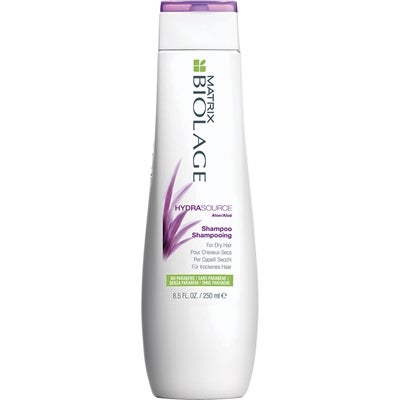 MATRIX
BIOLAGE
HYDRASOURCE
Aloe/Aloé
Shampoo
Shampooing
For Dry Hair
Pour Cheveux Secs
Per Capelli Secchi
Für trockenes Hair
NO PARABENS / SANS PARABÈNE /
SENZA PARABENI / OHNE PARABENE
8.5 FL.OZ. / 250 ml ℮